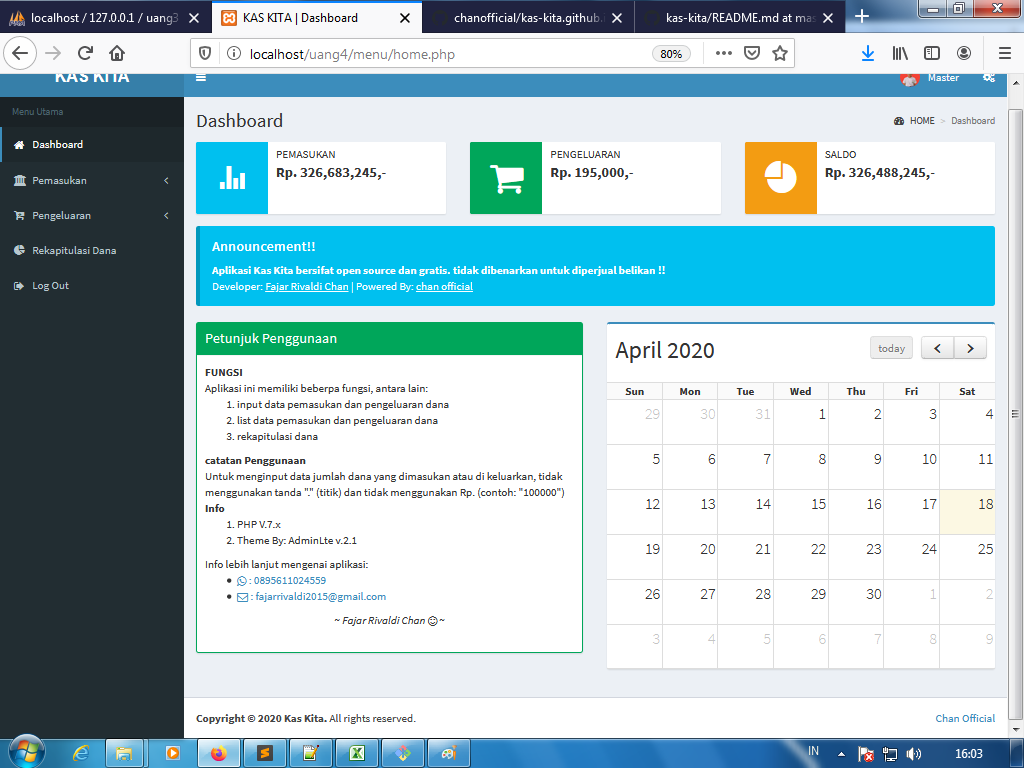 localhost / 127.0.0.1 / uang3
KAS KITA | Dashboard
chanofficial/kas-kita.github.
kas-kita/README.md at mas
localhost/uang4/menu/home.php
80%
KAS KITA
Master
Menu Utama
Dashboard
Pemasukan
Pengeluaran
Rekapitulasi Dana
Log Out
Dashboard
HOME > Dashboard
PEMASUKAN
Rp. 326,683,245,-
PENGELUARAN
Rp. 195,000,-
SALDO
Rp. 326,488,245,-
Announcement!!
Aplikasi Kas Kita bersifat open source dan gratis. tidak dibenarkan untuk diperjual belikan !!
Developer: Fajar Rivaldi Chan | Powered By: chan official
Petunjuk Penggunaan
FUNGSI
Aplikasi ini memiliki beberpa fungsi, antara lain:
1. input data pemasukan dan pengeluaran dana
2. list data pemasukan dan pengeluaran dana
3. rekapitulasi dana
catatan Penggunaan
Untuk menginput data jumlah dana yang dimasukan atau di keluarkan, tidak
menggunakan tanda "." (titik) dan tidak menggunakan Rp. (contoh: "100000")
Info
1. PHP V.7.x
2. Theme By: AdminLte v.2.1
Info lebih lanjut mengenai aplikasi:
: 0895611024559
: fajarrivaldi2015@gmail.com
~ Fajar Rivaldi Chan ~
April 2020
today
Sun Mon Tue Wed Thu Fri Sat
29 30 31 1 2 3 4
5 6 7 8 9 10 11
12 13 14 15 16 17 18
19 20 21 22 23 24 25
26 27 28 29 30 1 2
3 4 5 6 7 8 9
Copyright © 2020 Kas Kita. All rights reserved.
Chan Official
IN
16:03